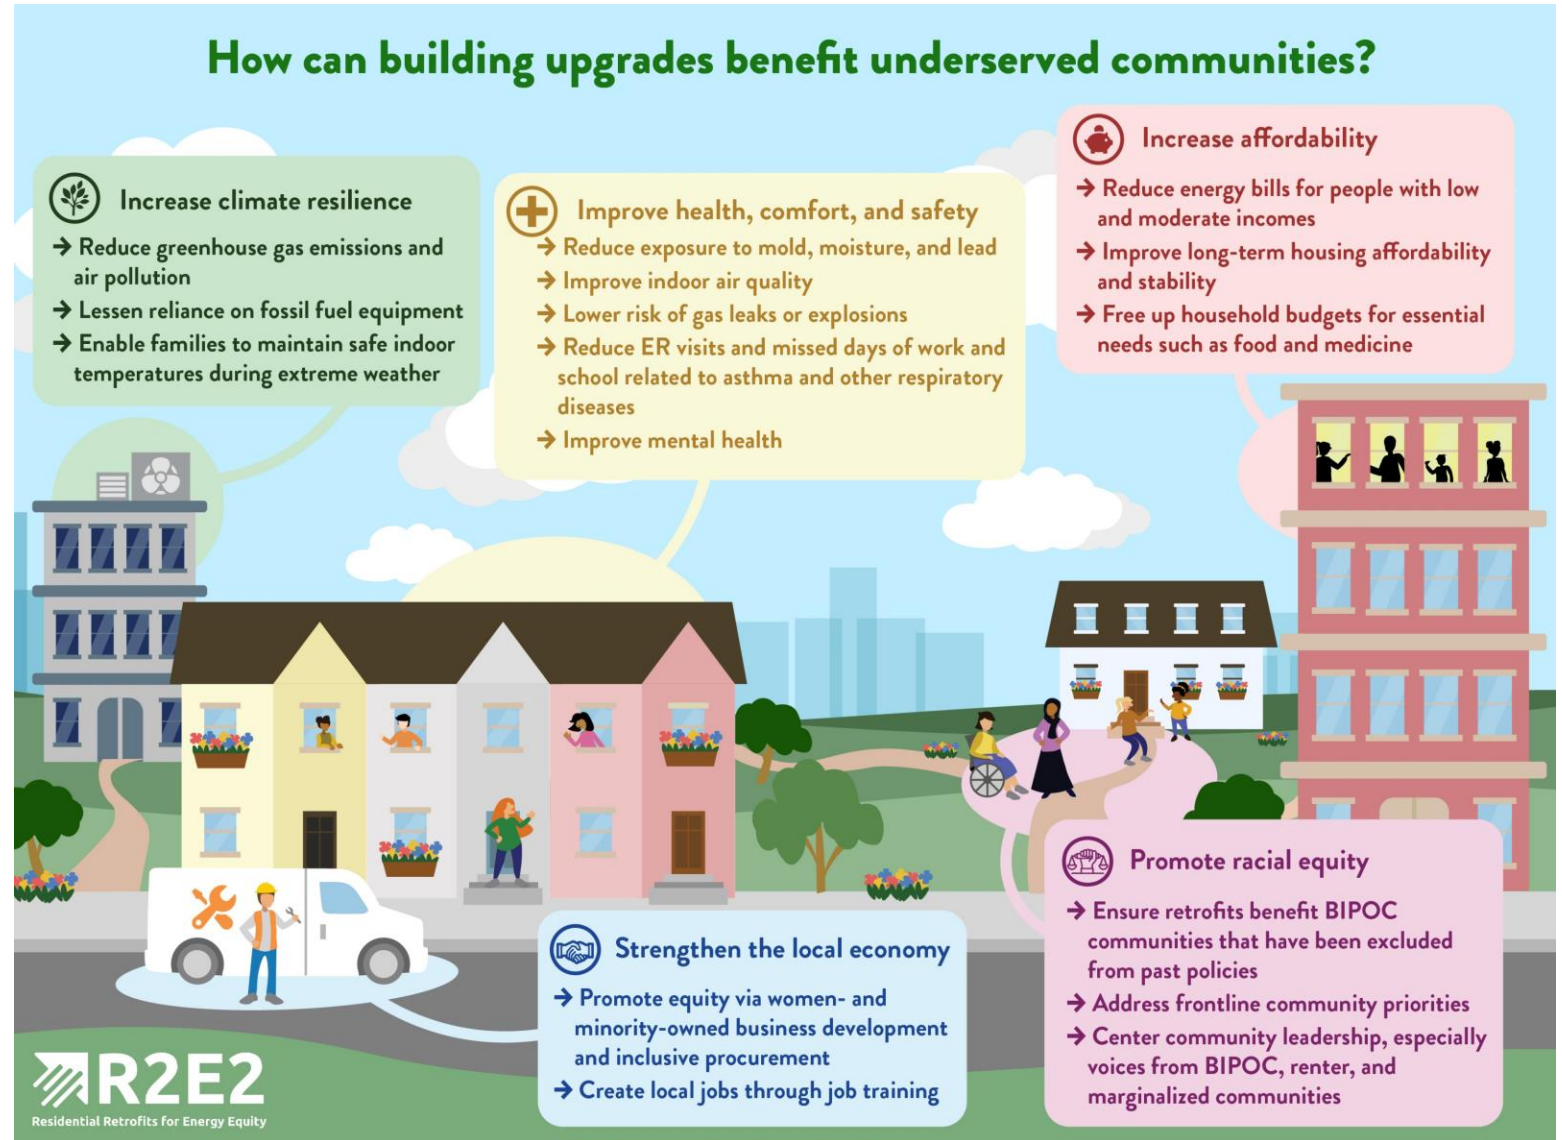 How can building upgrades benefit underserved communities?
Increase climate resilience
→ Reduce greenhouse gas emissions and
air pollution
→ Lessen reliance on fossil fuel equipment
→ Enable families to maintain safe indoor
temperatures during extreme weather
Improve health, comfort, and safety
→ Reduce exposure to mold, moisture, and lead
→ Improve indoor air quality
→ Lower risk of gas leaks or explosions
→ Reduce ER visits and missed days of work and
school related to asthma and other respiratory
diseases
→ Improve mental health
Increase affordability
→ Reduce energy bills for people with low
and moderate incomes
→ Improve long-term housing affordability
and stability
→ Free up household budgets for essential
needs such as food and medicine
Strengthen the local economy
→ Promote equity via women- and
minority-owned business development
and inclusive procurement
→ Create local jobs through job training
Promote racial equity
→ Ensure retrofits benefit BIPOC
communities that have been excluded
from past policies
→ Address frontline community priorities
→ Center community leadership, especially
voices from BIPOC, renter, and
marginalized communities
R2E2
Residential Retrofits for Energy Equity